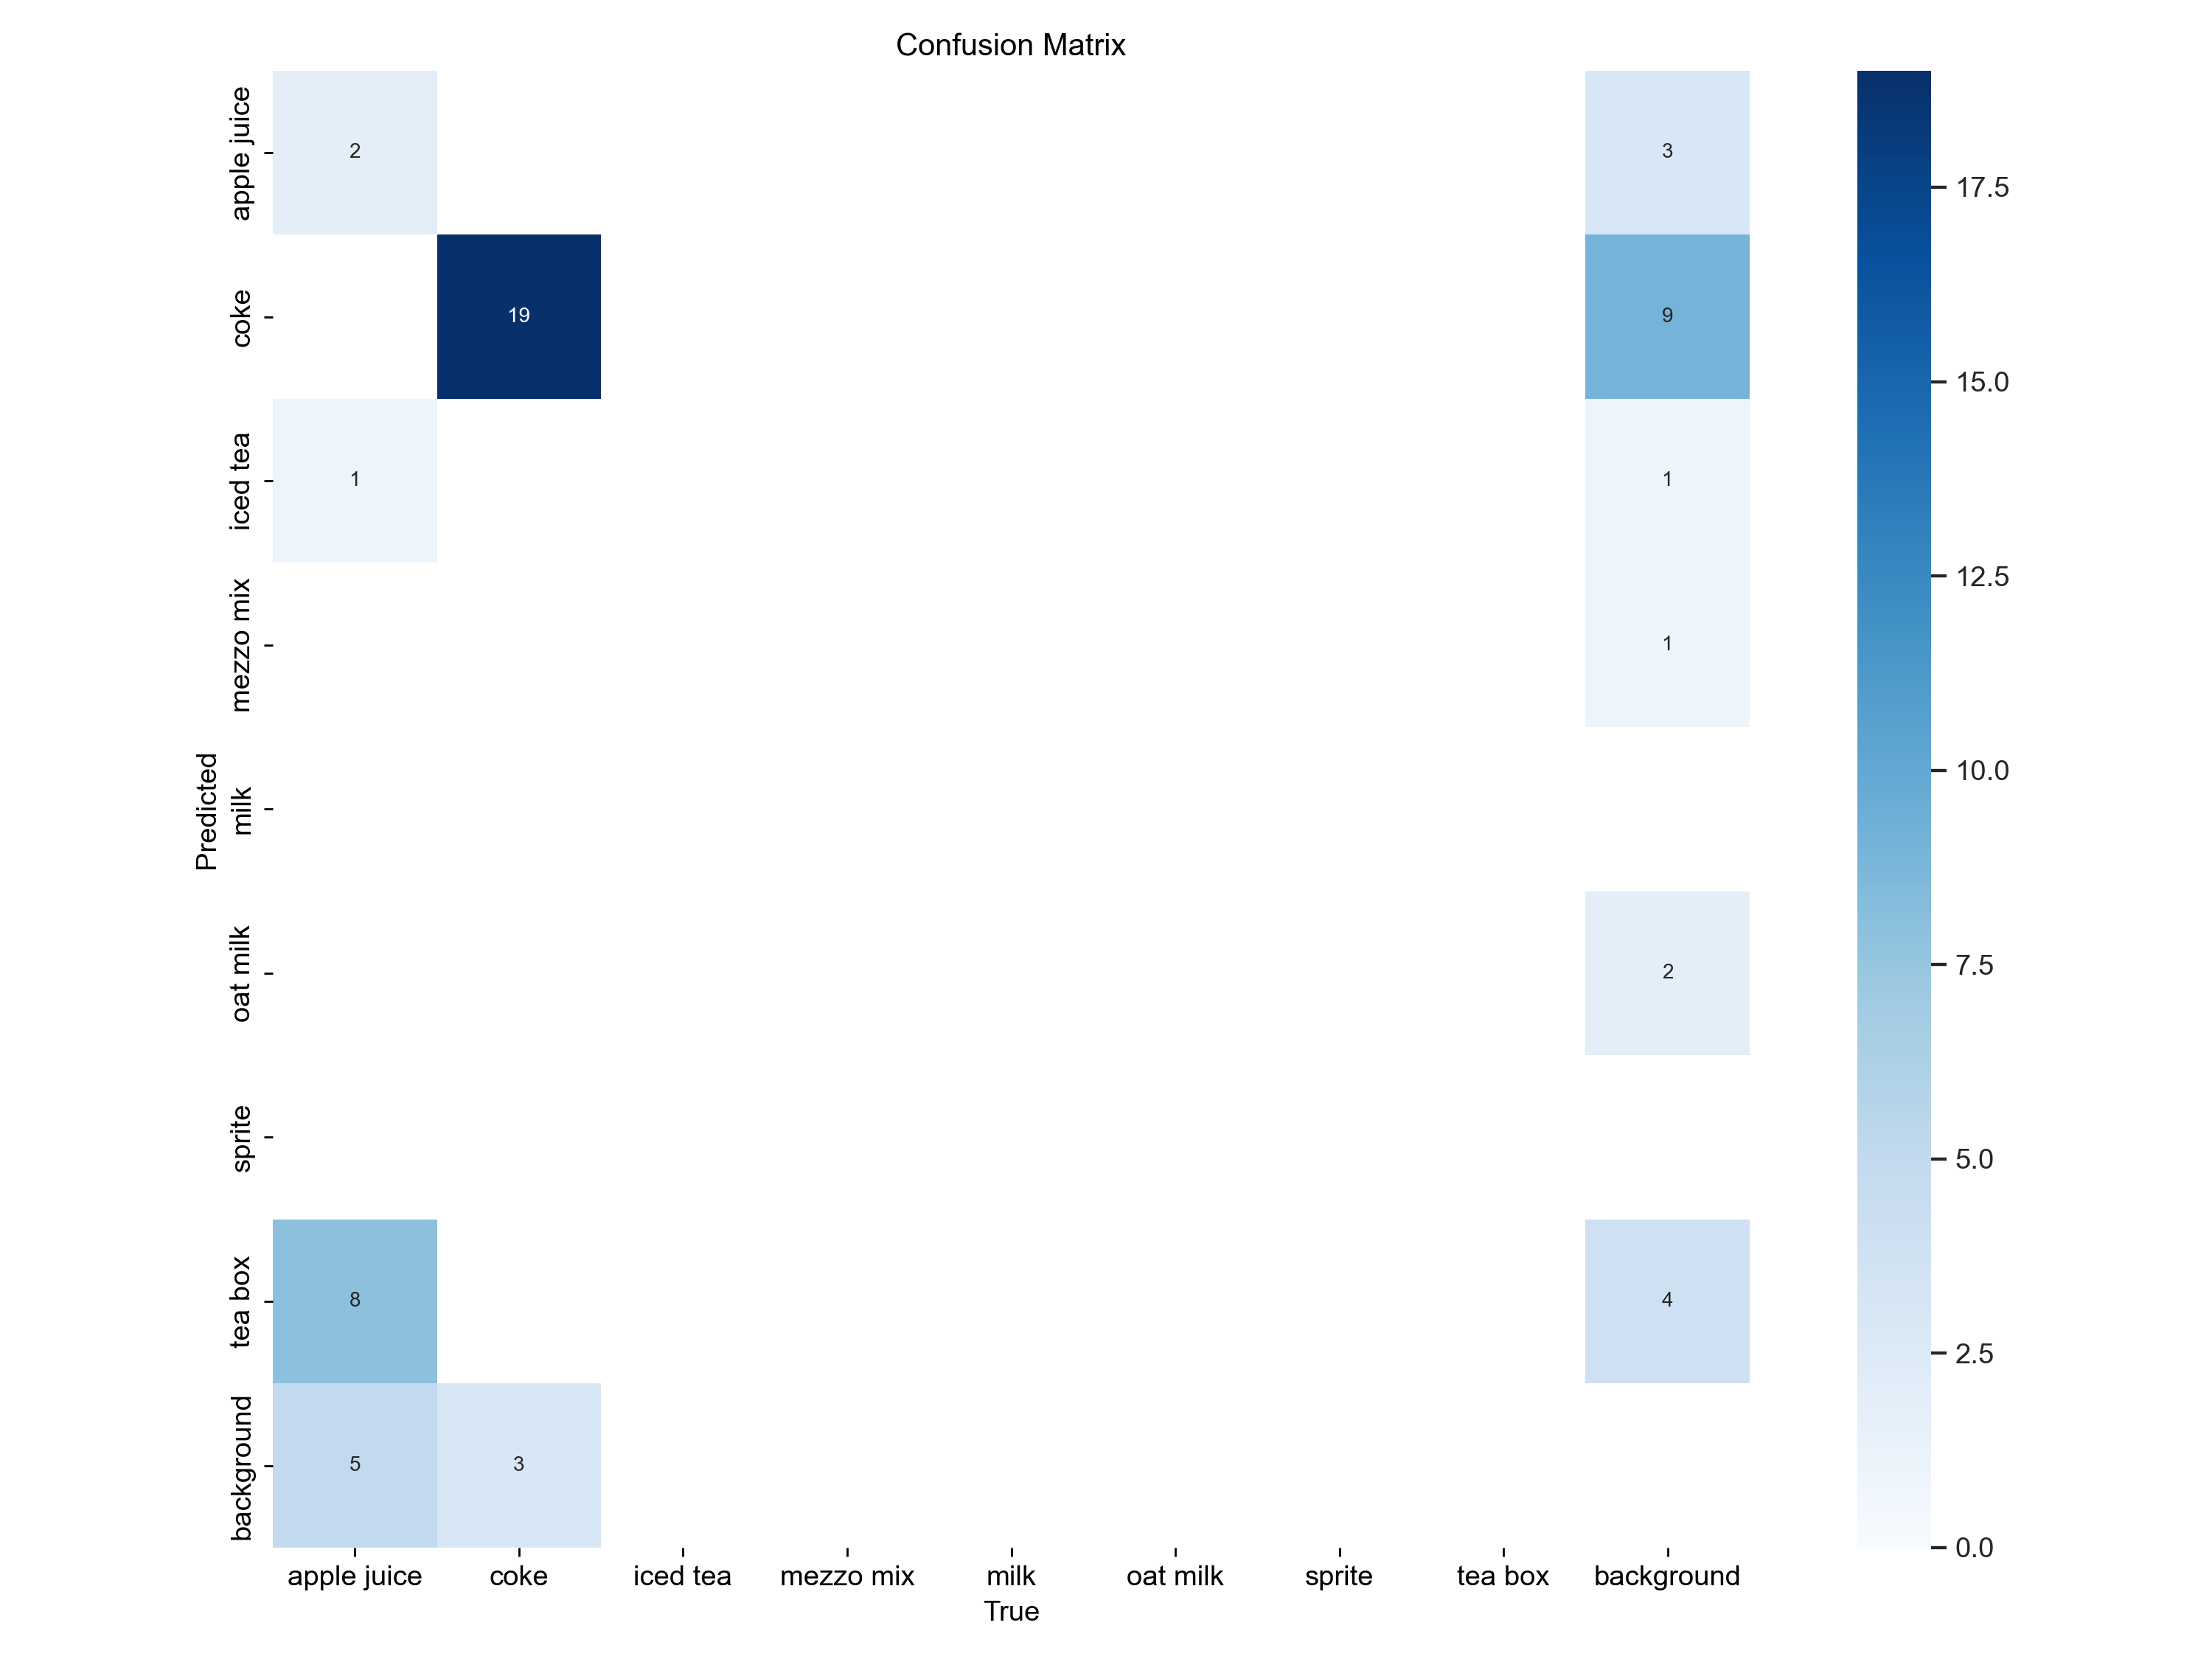 Confusion Matrix
apple juice
2
3
coke
19
9
iced tea
1
1
mezzo mix
1
milk
oat milk
2
sprite
tea box
8
4
background
5
3
Predicted
apple juice coke iced tea mezzo mix milk oat milk sprite tea box background
True
17.5
15.0
12.5
10.0
7.5
5.0
2.5
0.0